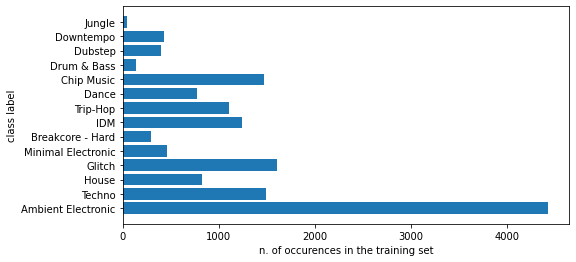 Jungle
Downtempo
Dubstep
Drum & Bass
Chip Music
Dance
Trip-Hop
IDM
Breakcore - Hard
Minimal Electronic
Glitch
House
Techno
Ambient Electronic
class label
0 1000 2000 3000 4000
n. of occurences in the training set